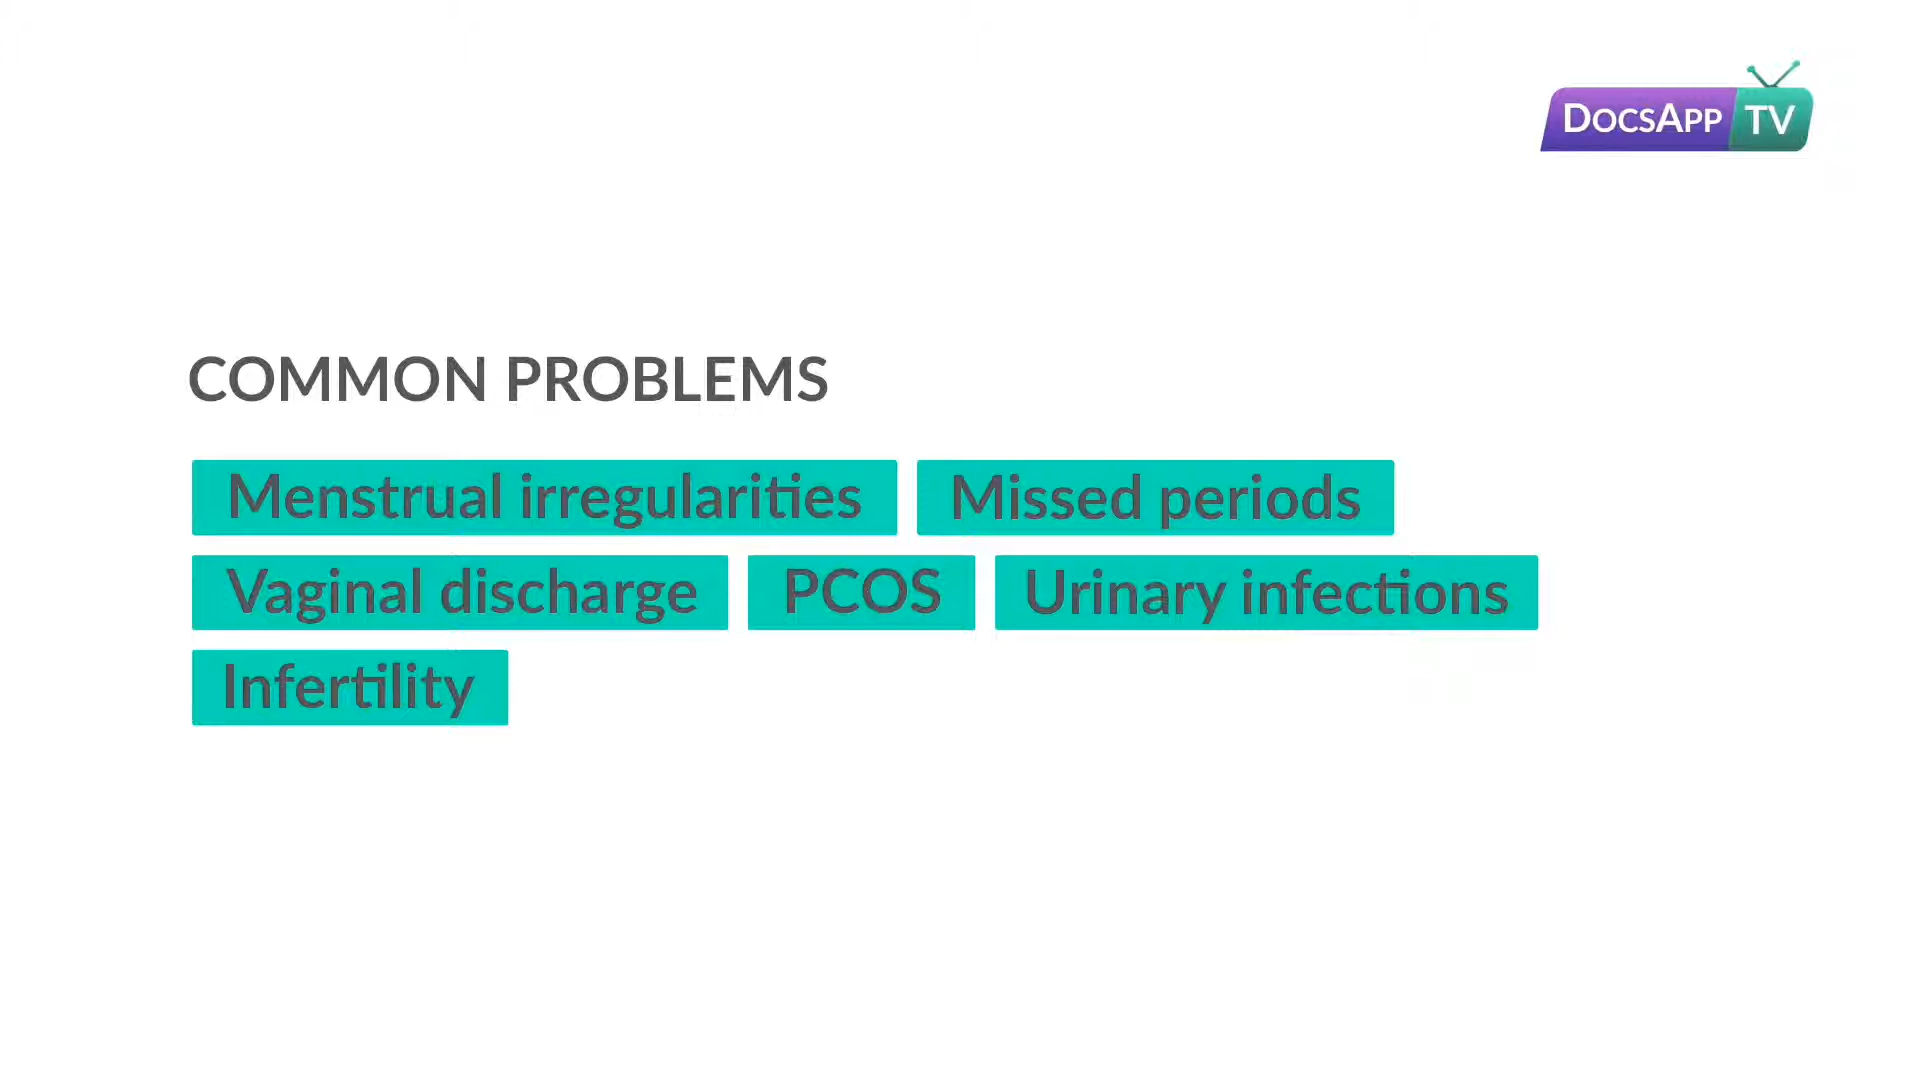 DOCSAPP TV
COMMON PROBLEMS
Menstrual irregularities Missed periods
Vaginal discharge PCOS Urinary infections
Infertility